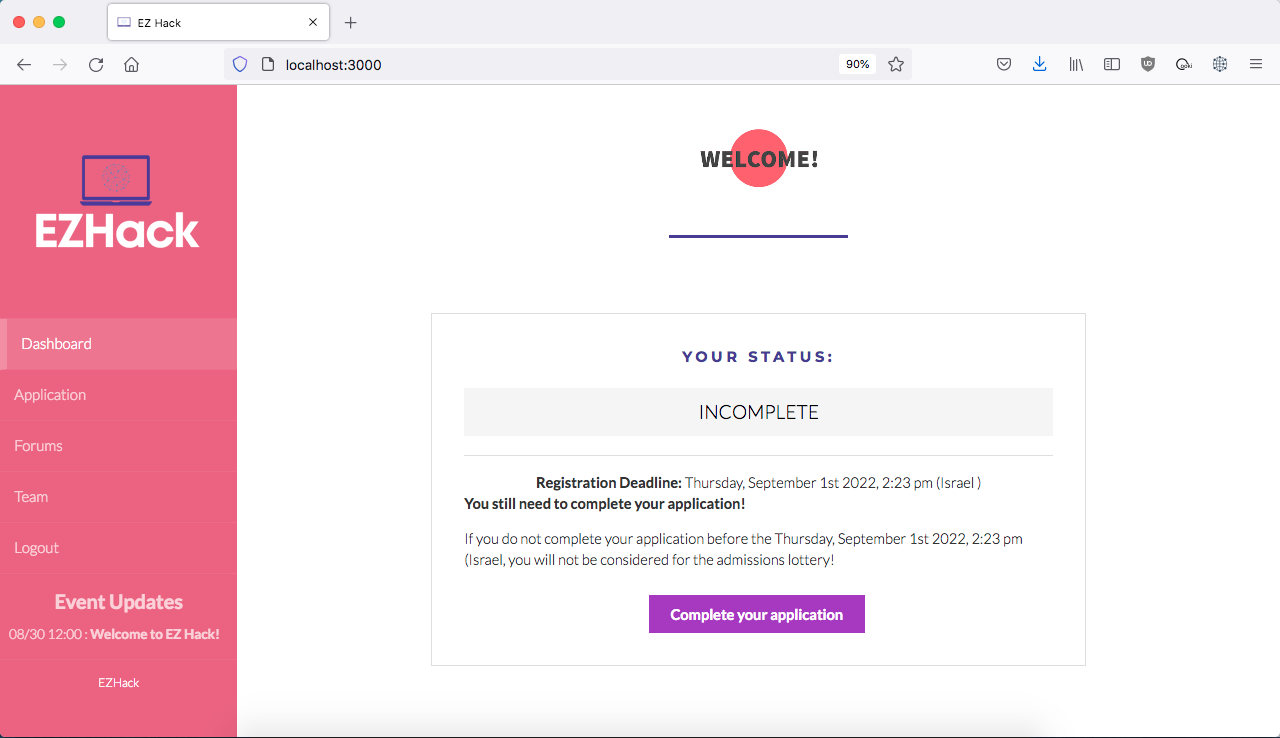 EZ Hack
localhost:3000
90%
EZHack
Dashboard
Application
Forums
Team
Logout
Event Updates
08/30 12:00 : Welcome to EZ Hack!
EZHack
WELCOME!
YOUR STATUS:
INCOMPLETE
Registration Deadline: Thursday, September 1st 2022, 2:23 pm (Israel )
You still need to complete your application!
If you do not complete your application before the Thursday, September 1st 2022, 2:23 pm
(Israel, you will not be considered for the admissions lottery!
Complete your application